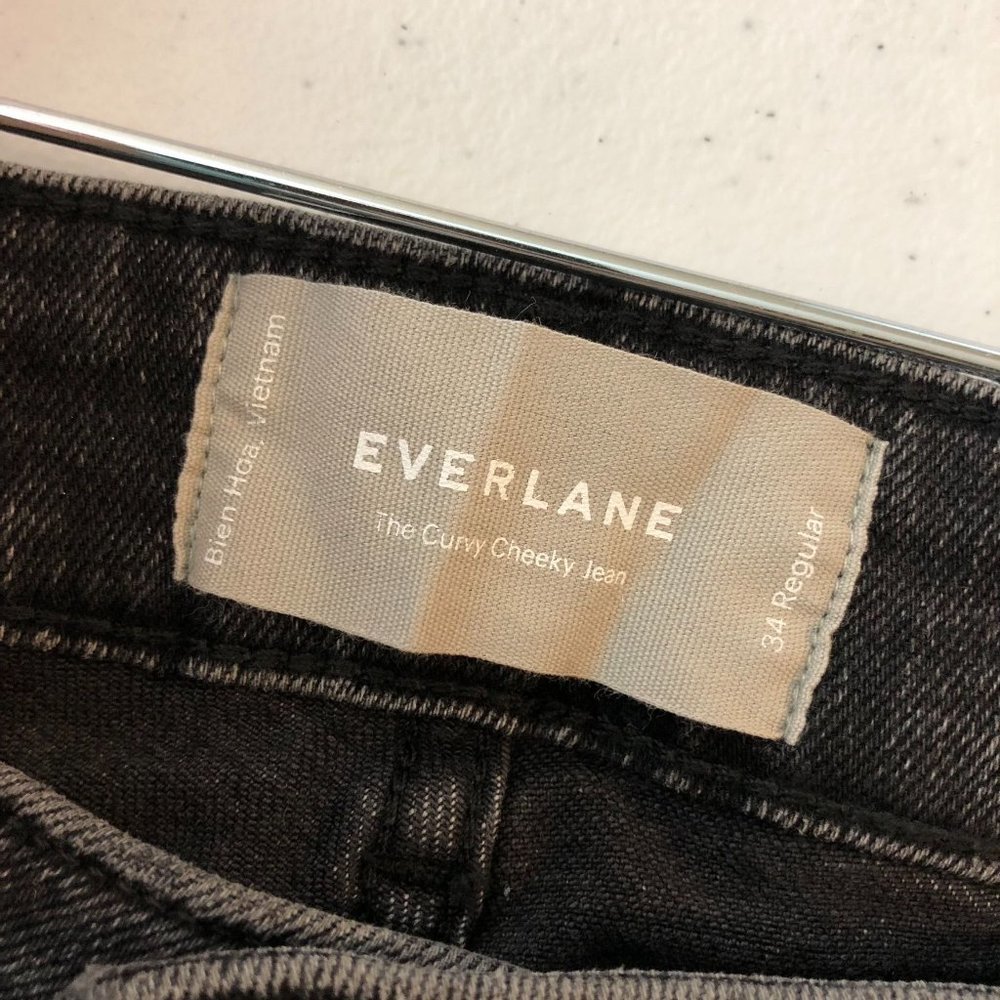 Bien Hoa, Vietnam
EVERLANE
The Curvy Cheeky Jean
34 Regular